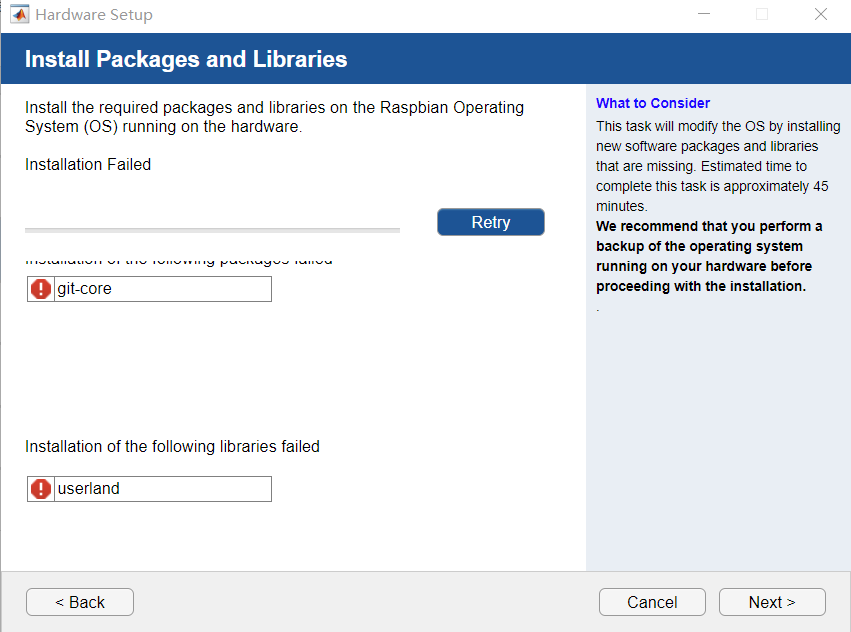 Hardware Setup
Install Packages and Libraries
Install the required packages and libraries on the Raspbian Operating
System (OS) running on the hardware.
Installation Failed
Retry
Installation of the following packages failed
git-core
Installation of the following libraries failed
userland
What to Consider
This task will modify the OS by installing
new software packages and libraries
that are missing. Estimated time to
complete this task is approximately 45
minutes.
We recommend that you perform a
backup of the operating system
running on your hardware before
proceeding with the installation.
.
< Back
Cancel
Next >